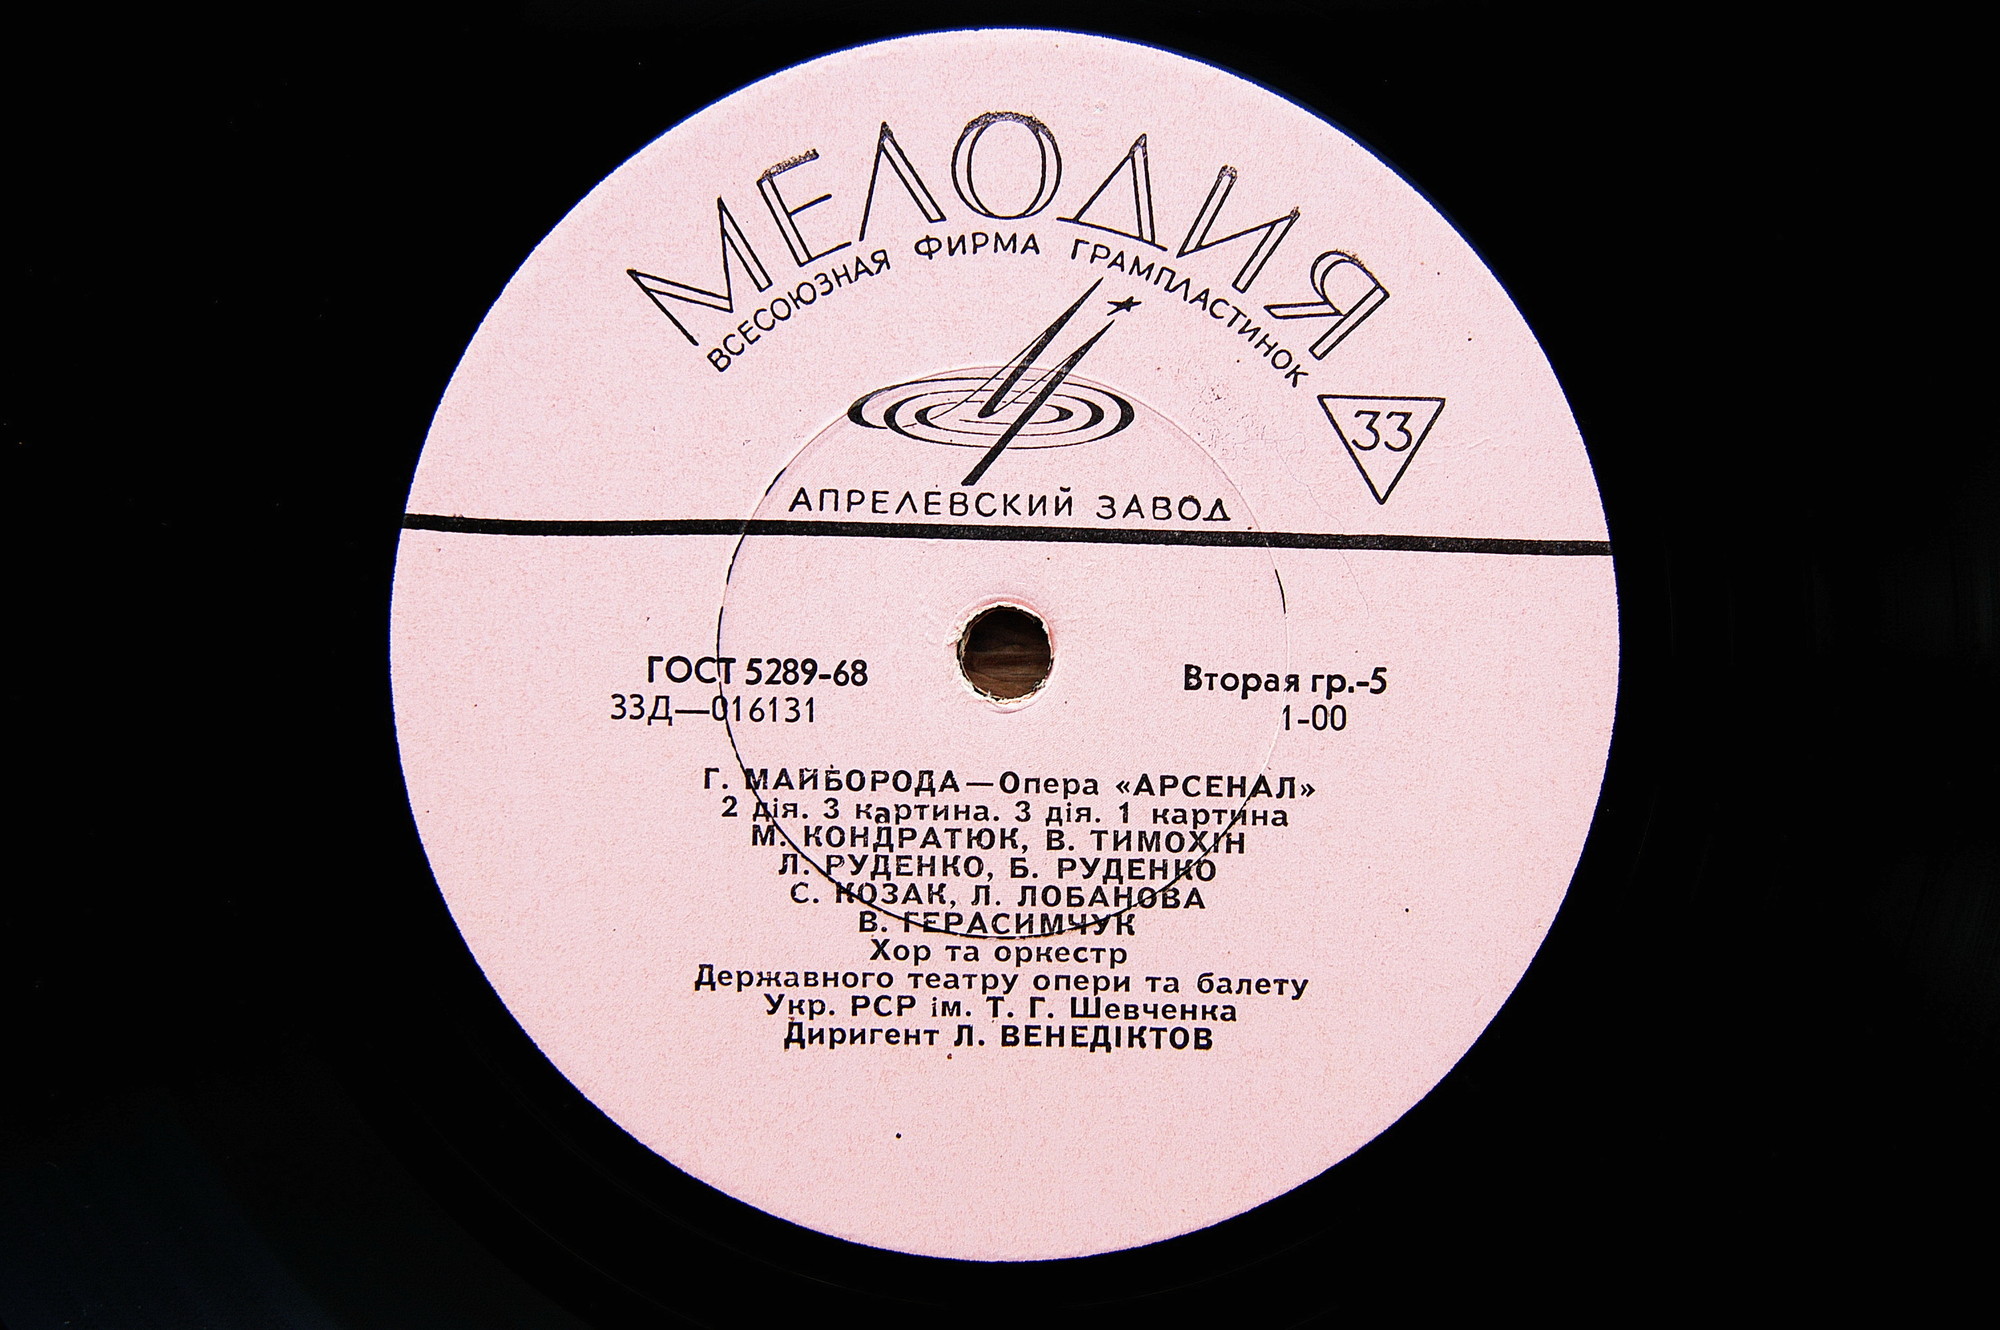 МЕЛОДИЯ
ВСЕСОЮЗНАЯ ФИРМА ГРАМПЛАСТИНОК
33
АПРЕЛЕВСКИЙ ЗАВОД
ГОСТ 5289-68
Вторая гр.-5
33Д—016131
1-00
Г. МАЙБОРОДА—Опера «АРСЕНАЛ»
2 дія. 3 картина. 3 дія. 1 картина
М. КОНДРАТЮК, В. ТИМОХІН
Л. РУДЕНКО, Б. РУДЕНКО
С. КОЗАК, Л. ЛОБАНОВА
В. ГЕРАСИМЧУК
Хор та оркестр
Державного театру опери та балету
Укр. РСР ім. Т. Г. Шевченка
Диригент Л. ВЕНЕДІКТОВ